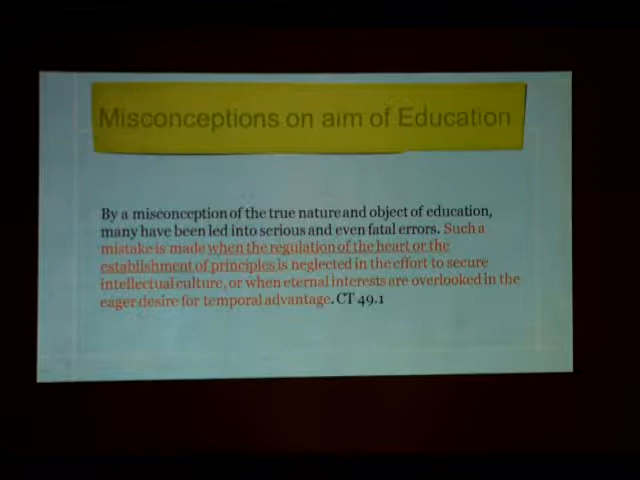 Misconceptions on aim of Education
By a misconception of the true nature and object of education,
many have been led into serious and even fatal errors. Such a
mistake is made when the regulation of the heart or the
establishment of principles is neglected in the effort to secure
intellectual culture, or when eternal interests are overlooked in the
eager desire for temporal advantage. CT 49.1